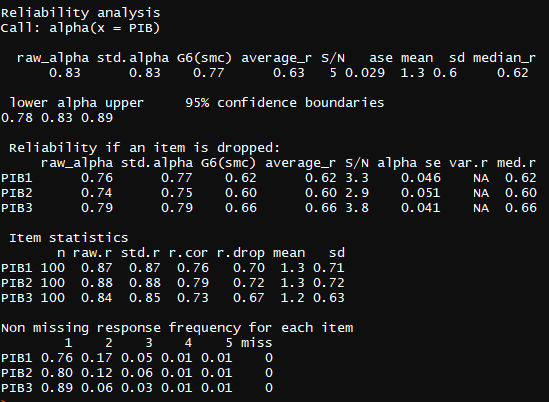 Reliability analysis
Call: alpha(x = PIB)
raw_alpha std.alpha G6(smc) average_r S/N ase mean sd median_r
0.83 0.83 0.77 0.63 5 0.029 1.3 0.6 0.62
lower alpha upper 95% confidence boundaries
0.78 0.83 0.89
Reliability if an item is dropped:
raw_alpha std.alpha G6(smc) average_r S/N alpha se var.r med.r
PIB1 0.76 0.77 0.62 0.62 3.3 0.046 NA 0.62
PIB2 0.74 0.75 0.60 0.60 2.9 0.051 NA 0.60
PIB3 0.79 0.79 0.66 0.66 3.8 0.041 NA 0.66
Item statistics
n raw.r std.r r.cor r.drop mean sd
PIB1 100 0.87 0.87 0.76 0.70 1.3 0.71
PIB2 100 0.88 0.88 0.79 0.72 1.3 0.72
PIB3 100 0.84 0.85 0.73 0.67 1.2 0.63
Non missing response frequency for each item
1 2 3 4 5 miss
PIB1 0.76 0.17 0.05 0.01 0.01 0
PIB2 0.80 0.12 0.06 0.01 0.01 0
PIB3 0.89 0.06 0.03 0.01 0.01 0